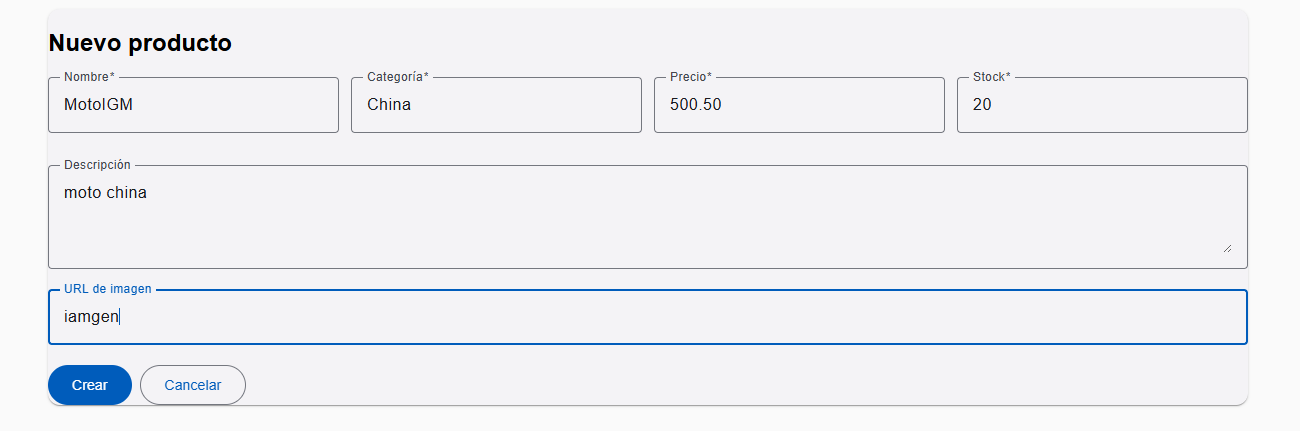 Nuevo producto
Nombre* Categoría* Precio* Stock*
MotoIGM China 500.50 20
Descripción
moto china
URL de imagen
iamgen
Crear Cancelar